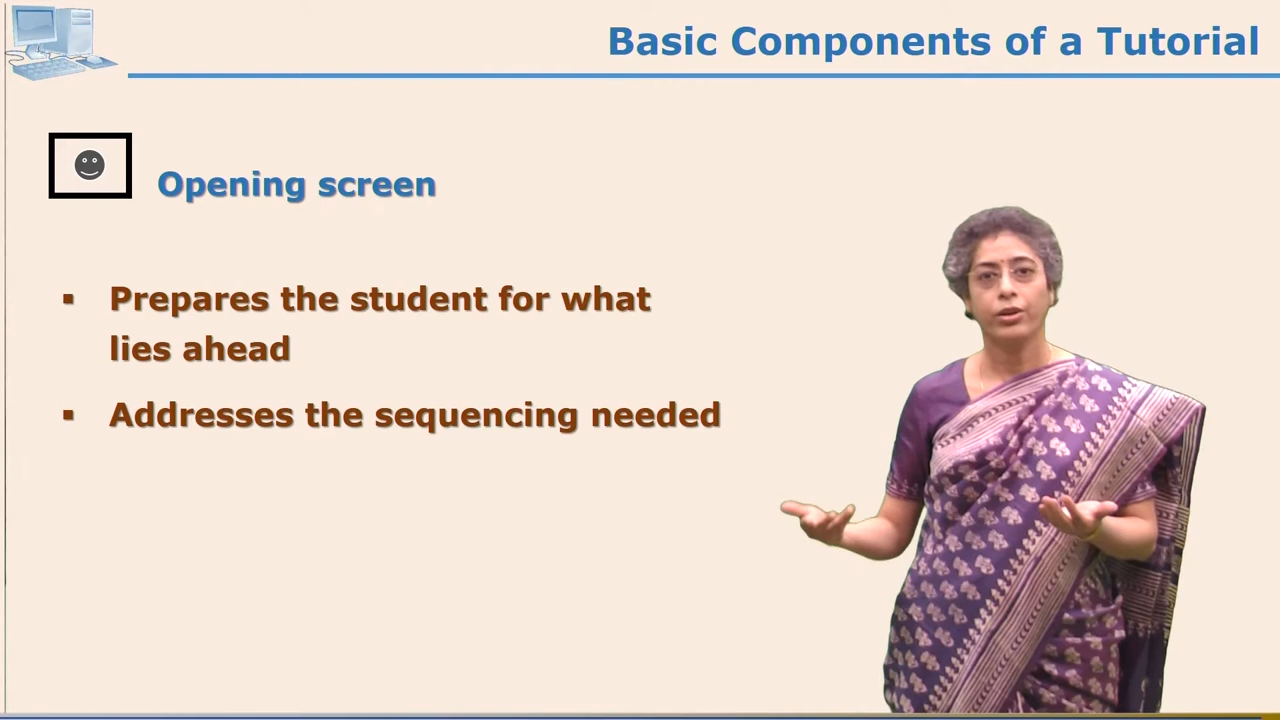 Basic Components of a Tutorial
Opening screen
▪ Prepares the student for what
lies ahead
▪ Addresses the sequencing needed